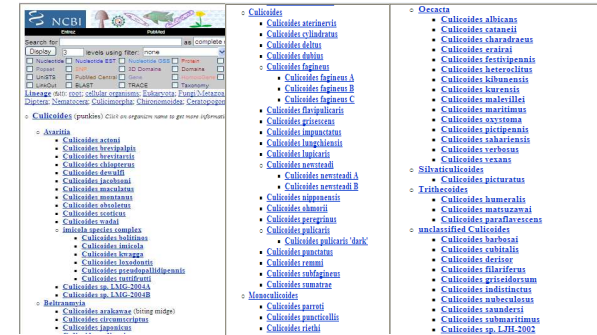 NCBI
Entrez PubMed
Search for as complete
Display 3 levels using filter: none
Nucleotide Nucleotide EST Nucleotide GSS Protein
Popset SNP 3D Domains Domains
UniSTS PubMed Central Gene HomoloGene
LinkOut BLAST TRACE Taxonomy
Lineage (full): root; cellular organisms; Eukaryota; Fungi/Metazoa
Diptera; Nematocera; Culicimorpha; Chironomoidea; Ceratopogon
Culicoides (punkies) Click on organism name to get more informati
Avaritia
Culicoides actoni
Culicoides brevipalpis
Culicoides brevitarsis
Culicoides chiopterus
Culicoides dewulfi
Culicoides jacobsoni
Culicoides maculatus
Culicoides montanus
Culicoides obsoletus
Culicoides scoticus
Culicoides wadai
imicola species complex
Culicoides bolitinos
Culicoides imicola
Culicoides kwagga
Culicoides loxodontis
Culicoides pseudopallidipennis
Culicoides tuttifrutti
Culicoides sp. LMG-2004A
Culicoides sp. LMG-2004B
Beltranmyia
Culicoides arakawae (biting midge)
Culicoides circumscriptus
Culicoides japonicus
Culicoides
Culicoides aterinervis
Culicoides cylindratus
Culicoides deltus
Culicoides dubius
Culicoides fagineus
Culicoides fagineus A
Culicoides fagineus B
Culicoides fagineus C
Culicoides flavipulicaris
Culicoides grisescens
Culicoides impunctatus
Culicoides lungchiensis
Culicoides lupicaris
Culicoides newsteadi
Culicoides newsteadi A
Culicoides newsteadi B
Culicoides nipponensis
Culicoides ohmorii
Culicoides peregrinus
Culicoides pulicaris
Culicoides pulicaris 'dark'
Culicoides punctatus
Culicoides remmi
Culicoides subfagineus
Culicoides sumatrae
Monoculicoides
Culicoides parroti
Culicoides puncticollis
Culicoides riethi
Oecacta
Culicoides albicans
Culicoides cataneii
Culicoides charadraeus
Culicoides erairai
Culicoides festivipennis
Culicoides heteroclitus
Culicoides kibunensis
Culicoides kurensis
Culicoides malevillei
Culicoides maritimus
Culicoides oxystoma
Culicoides pictipennis
Culicoides sahariensis
Culicoides verbosus
Culicoides vexans
Silvaticulicoides
Culicoides picturatus
Trithecoides
Culicoides humeralis
Culicoides matsuzawai
Culicoides paraflavescens
unclassified Culicoides
Culicoides barbosai
Culicoides cubitalis
Culicoides derisor
Culicoides filariferus
Culicoides griseidorsum
Culicoides indistinctus
Culicoides nubeculosus
Culicoides saundersi
Culicoides submaritimus
Culicoides sp. LJH-2002